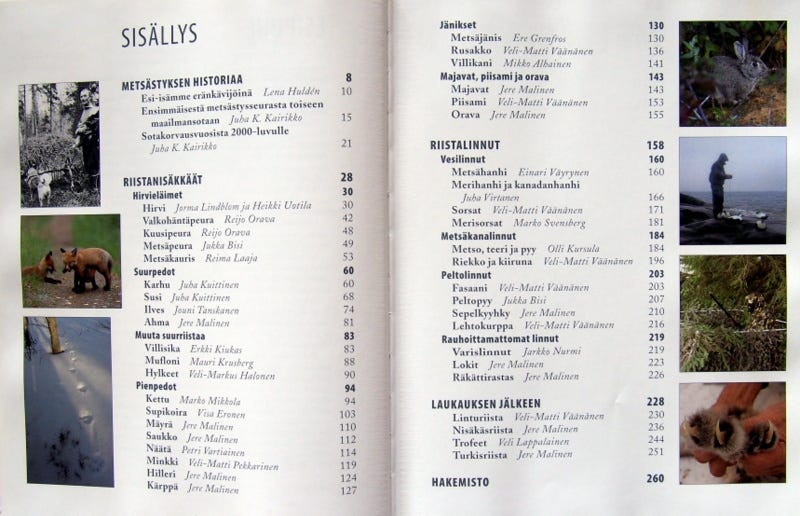 SISÄLLYS
METSÄSTYKSEN HISTORIAA 8
Esi-isämme eränkävijöinä Lena Huldén 10
Ensimmäisestä metsästysseurasta toiseen
maailmansotaan Juha K. Kairikko 15
Sotakorvausvuosista 2000-luvulle
Juha K. Kairikko 21
RIISTANISÄKKÄÄT 28
Hirvieläimet 30
Hirvi Jorma Lindblom ja Heikki Uotila 30
Valkohäntäpeura Reijo Orava 42
Kuusipeura Reijo Orava 48
Metsäpeura Jukka Bisi 49
Metsäkauris Reima Laaja 53
Suurpedot 60
Karhu Juha Kuittinen 60
Susi Juha Kuittinen 68
Ilves Jouni Tanskanen 74
Ahma Jere Malinen 81
Muuta suurriistaa 83
Villisika Erkki Kiukas 83
Mufloni Mauri Krusberg 88
Hylkeet Veli-Markus Halonen 90
Pienpedot 94
Kettu Marko Mikkola 94
Supikoira Visa Eronen 103
Mäyrä Jere Malinen 110
Saukko Jere Malinen 112
Näätä Petri Vartiainen 114
Minkki Veli-Matti Pekkarinen 119
Hilleri Jere Malinen 124
Kärppä Jere Malinen 127
Jänikset 130
Metsäjänis Ere Grenfros 130
Rusakko Veli-Matti Väänänen 136
Villikani Mikko Alhainen 141
Majavat, piisami ja orava 143
Majavat Jere Malinen 143
Piisami Veli-Matti Väänänen 153
Orava Jere Malinen 155
RIISTALINNUT 158
Vesilinnut 160
Metsähanhi Einari Väyrynen 160
Merihanhi ja kanadanhanhi
Juha Virtanen 166
Sorsat Veli-Matti Väänänen 171
Merisorsat Marko Svensberg 181
Metsäkanalinnut 184
Metso, teeri ja pyy Olli Kursula 184
Riekko ja kiiruna Veli-Matti Väänänen 196
Peltolinnut 203
Fasaani Veli-Matti Väänänen 203
Peltopyy Jukka Bisi 207
Sepelkyyhky Jere Malinen 210
Lehtokurppa Veli-Matti Väänänen 216
Rauhoittamattomat linnut 219
Varislinnut Jarkko Nurmi 219
Lokit Jere Malinen 223
Räkättirastas Jere Malinen 226
LAUKAUKSEN JÄLKEEN 228
Linturiista Veli-Matti Väänänen 230
Nisäkäsriista Jere Malinen 236
Trofeet Veli Lappalainen 244
Turkisriista Jere Malinen 251
HAKEMISTO 260